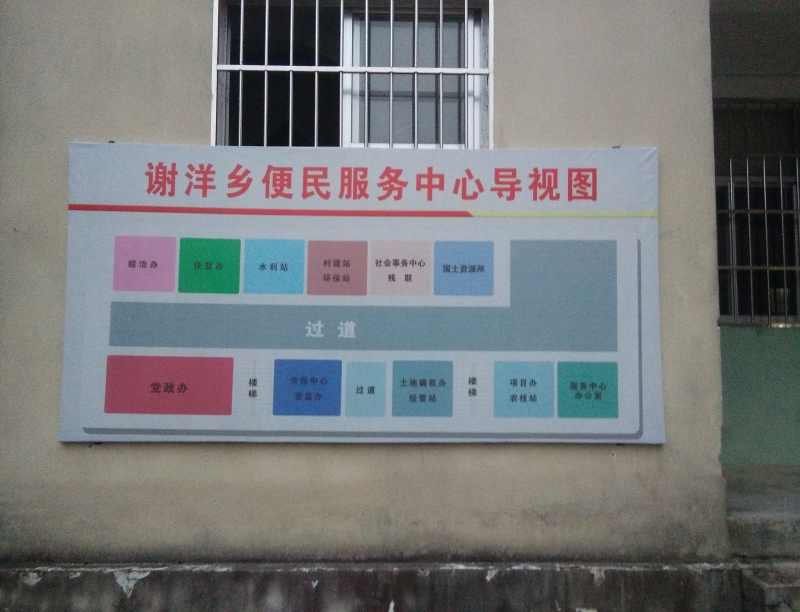 谢洋乡便民服务中心导视图
综治办
扶贫办
水利站
村建站
环保站
社会事务中心
残 联
国土资源所
过 道
党政办
楼梯
劳保中心
安监办
过 道
土地确权办
经管站
楼梯
项目办
农技站
服务中心
办公室